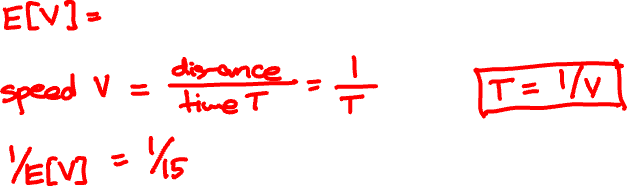 E[V] =
speed V = distance / time T = 1 / T
T = 1/V
1/E[V] = 1/15